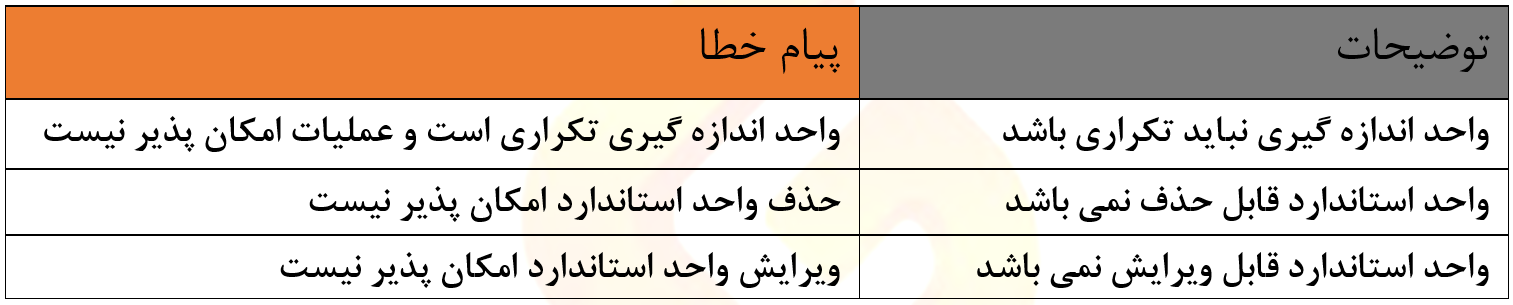 توضیحات پیام خطا
واحد اندازه گیری نباید تکراری باشد واحد اندازه گیری تکراری است و عملیات امکان پذیر نیست
واحد استاندارد قابل حذف نمی باشد حذف واحد استاندارد امکان پذیر نیست
واحد استاندارد قابل ویرایش نمی باشد ویرایش واحد استاندارد امکان پذیر نیست